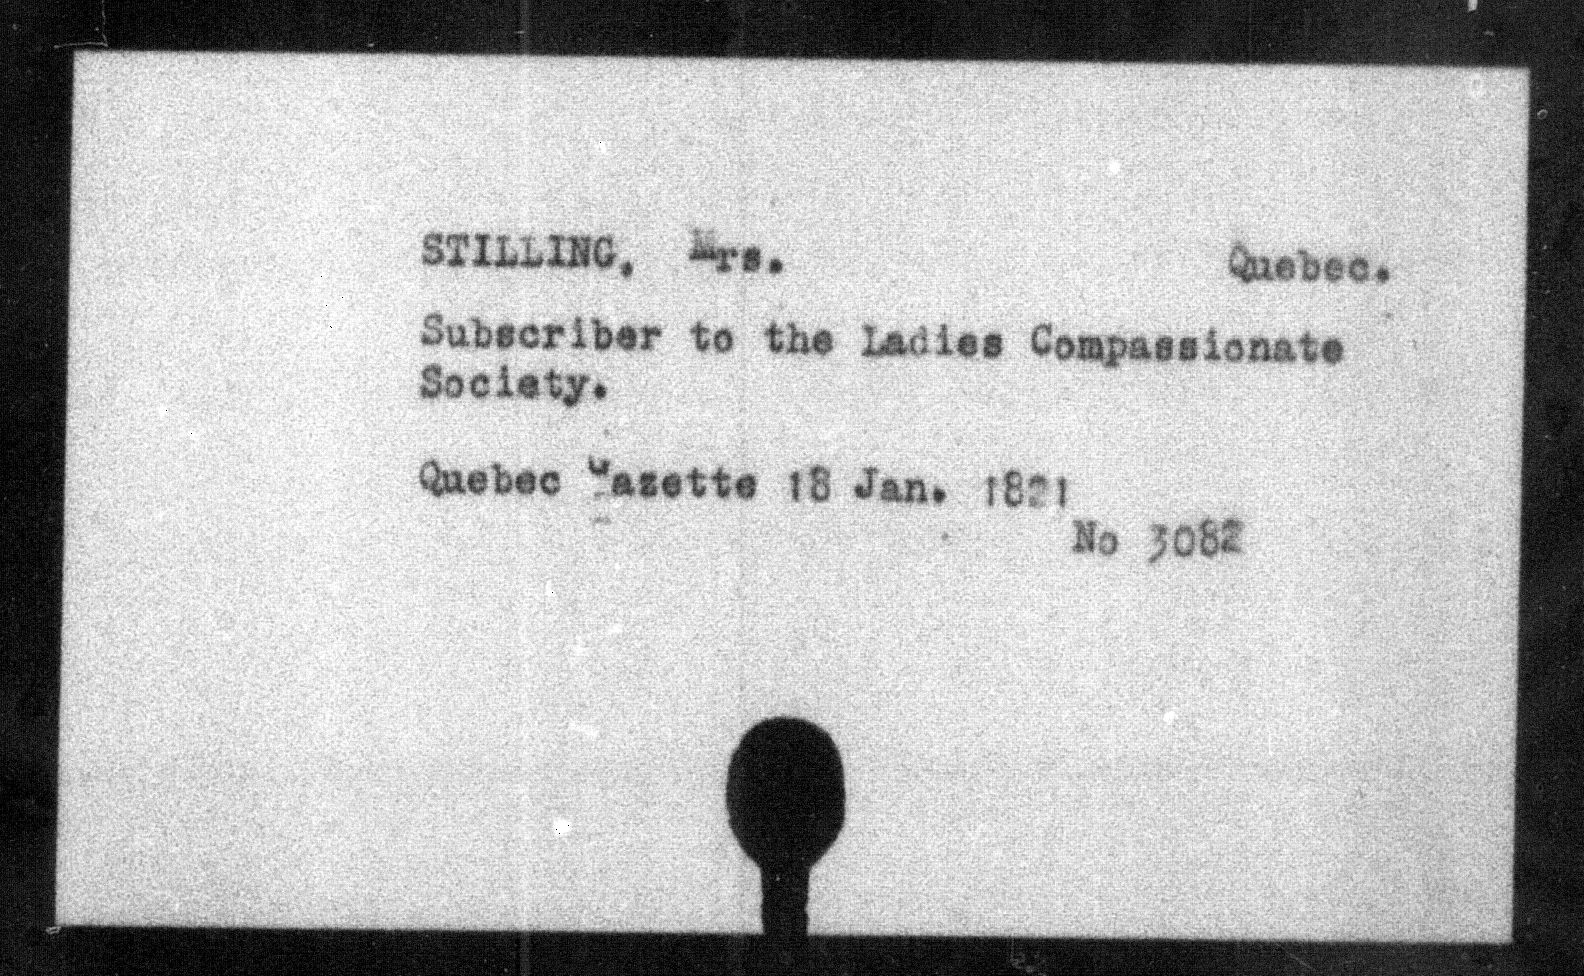 STILLING, Mrs. Quebec.
Subscriber to the Ladies Compassionate
Society.
Quebec Gazette 18 Jan. 1821
No 3082